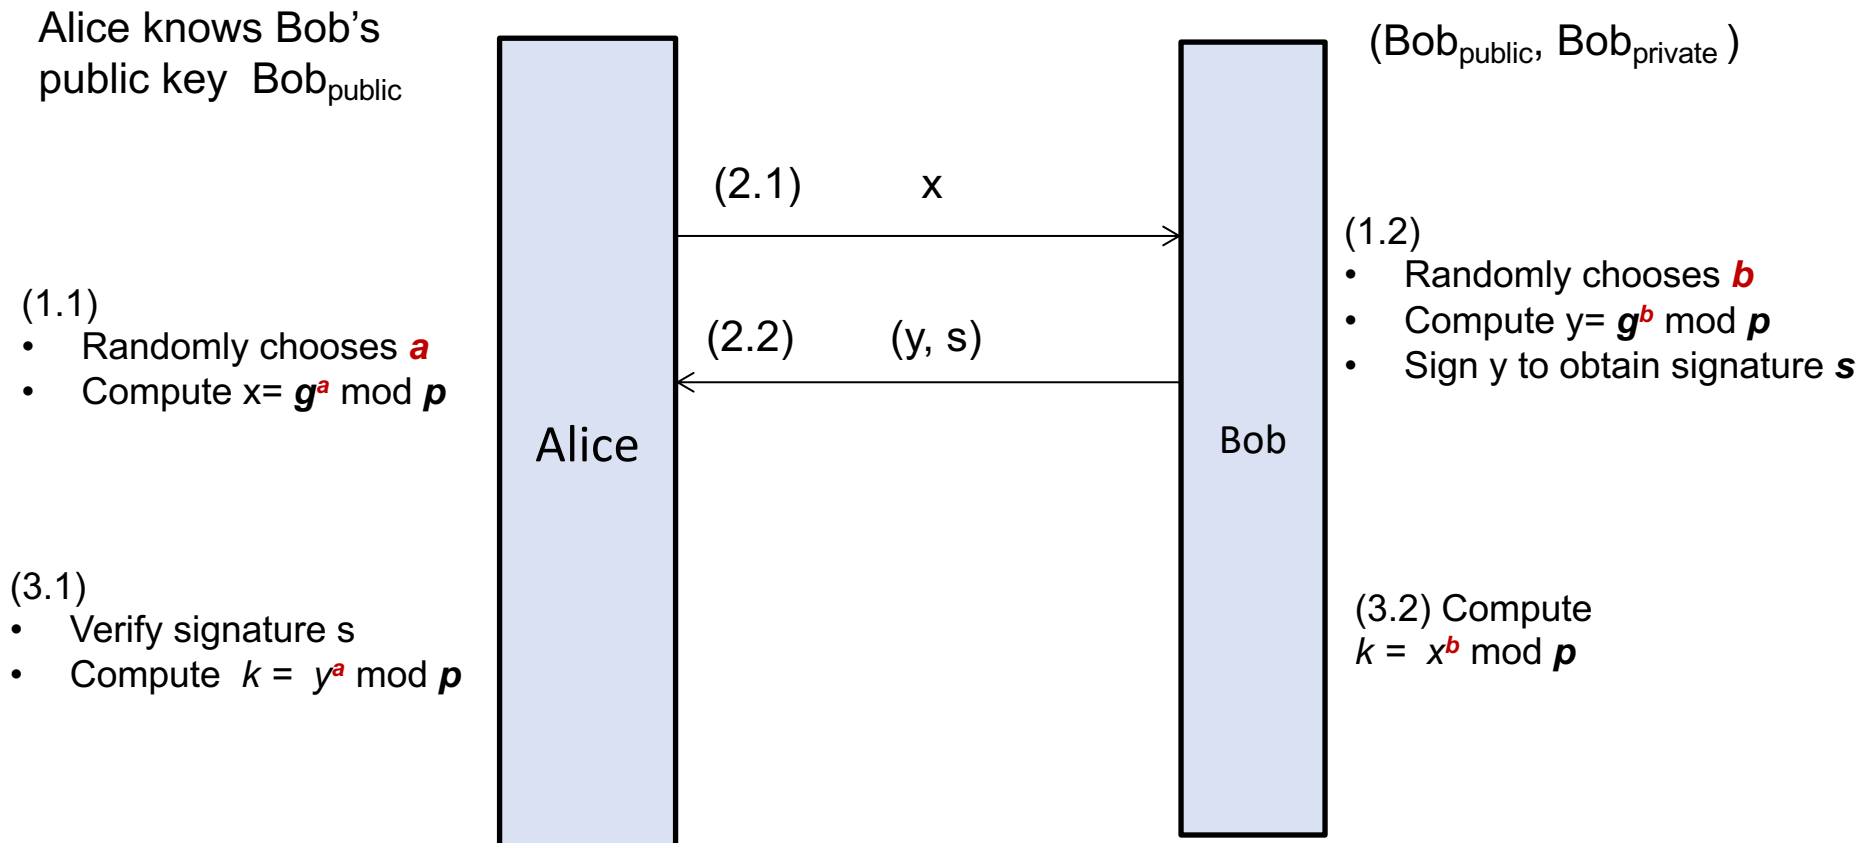 Alice knows Bob’s
public key Bobpublic
(Bobpublic, Bobprivate )
(2.1) x
(1.1)
• Randomly chooses a
• Compute x= gᵃ mod p
(2.2) (y, s)
(1.2)
• Randomly chooses b
• Compute y= gᵇ mod p
• Sign y to obtain signature s
Alice
Bob
(3.1)
• Verify signature s
• Compute k = yᵃ mod p
(3.2) Compute
k = xᵇ mod p